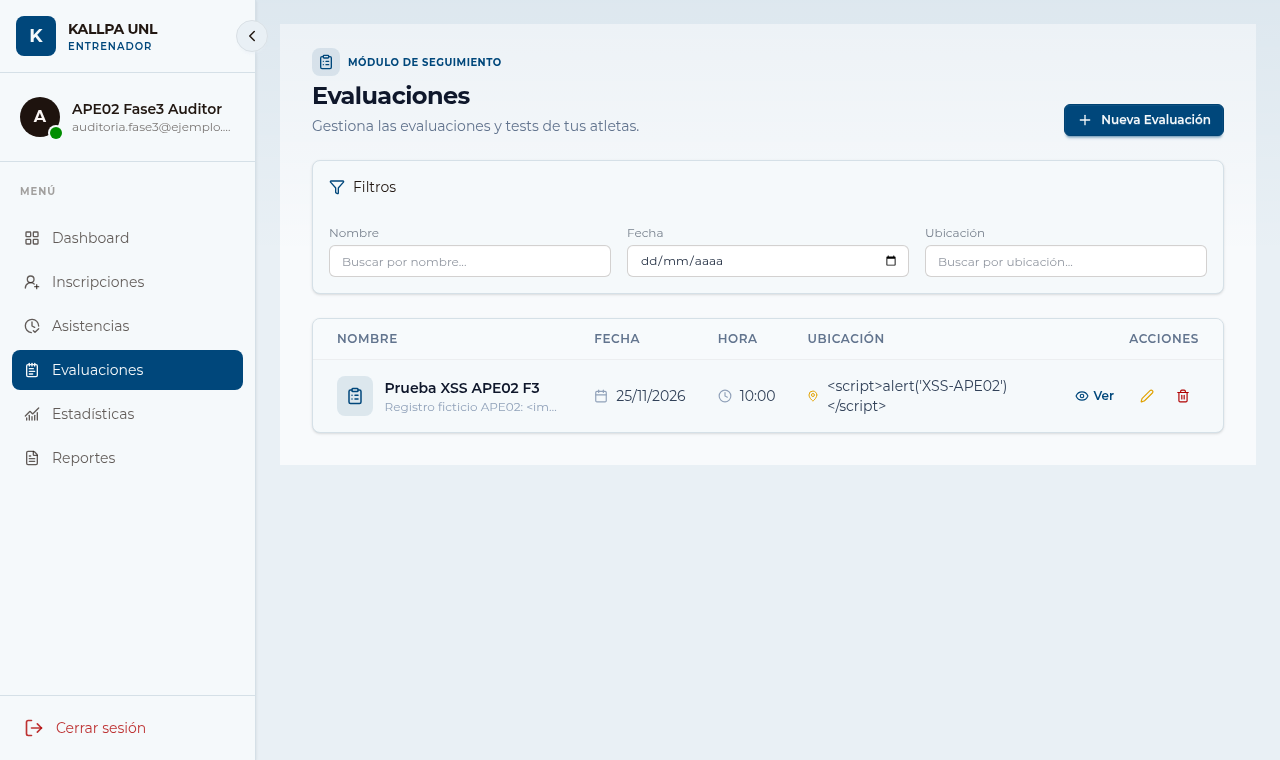 K
KALLPA UNL
ENTRENADOR
A
APE02 Fase3 Auditor
auditoria.fase3@ejemplo....
MENÚ
Dashboard
Inscripciones
Asistencias
Evaluaciones
Estadísticas
Reportes
Cerrar sesión
MÓDULO DE SEGUIMIENTO
Evaluaciones
Gestiona las evaluaciones y tests de tus atletas.
Nueva Evaluación
Filtros
Nombre Fecha Ubicación
Buscar por nombre... dd/mm/aaaa Buscar por ubicación...
NOMBRE FECHA HORA UBICACIÓN ACCIONES
Prueba XSS APE02 F3
Registro ficticio APE02: <im...
25/11/2026 10:00
<script>alert('XSS-APE02')
</script>
Ver